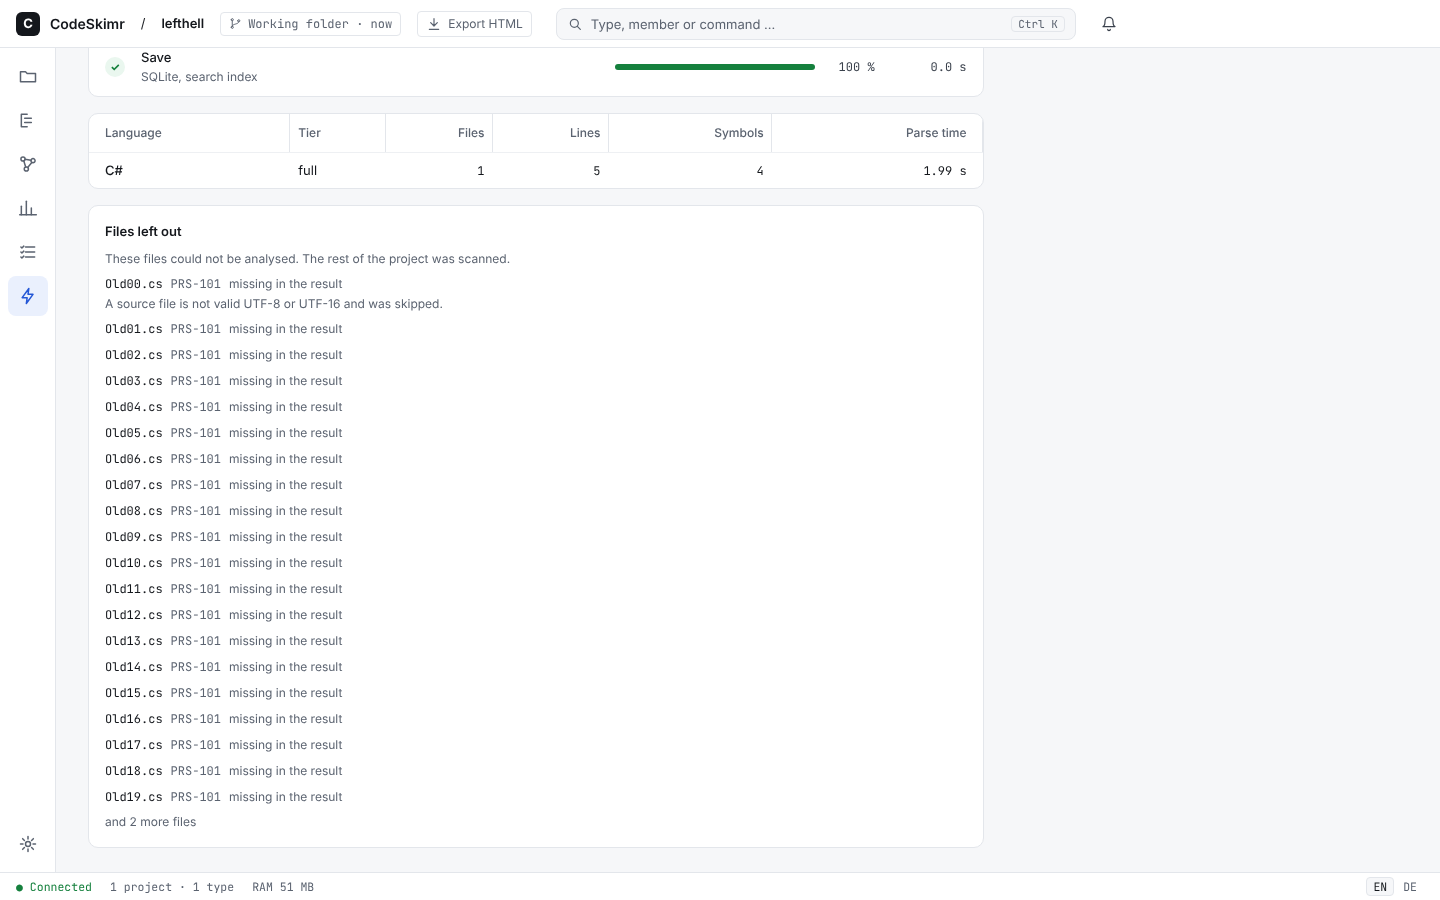 C CodeSkimr / lefthell Working folder · now Export HTML Type, member or command ... Ctrl K
Save
SQLite, search index
100 % 0.0 s
Language Tier Files Lines Symbols Parse time
C# full 1 5 4 1.99 s
Files left out
These files could not be analysed. The rest of the project was scanned.
Old00.cs PRS-101 missing in the result
A source file is not valid UTF-8 or UTF-16 and was skipped.
Old01.cs PRS-101 missing in the result
Old02.cs PRS-101 missing in the result
Old03.cs PRS-101 missing in the result
Old04.cs PRS-101 missing in the result
Old05.cs PRS-101 missing in the result
Old06.cs PRS-101 missing in the result
Old07.cs PRS-101 missing in the result
Old08.cs PRS-101 missing in the result
Old09.cs PRS-101 missing in the result
Old10.cs PRS-101 missing in the result
Old11.cs PRS-101 missing in the result
Old12.cs PRS-101 missing in the result
Old13.cs PRS-101 missing in the result
Old14.cs PRS-101 missing in the result
Old15.cs PRS-101 missing in the result
Old16.cs PRS-101 missing in the result
Old17.cs PRS-101 missing in the result
Old18.cs PRS-101 missing in the result
Old19.cs PRS-101 missing in the result
and 2 more files
Connected 1 project · 1 type RAM 51 MB EN DE